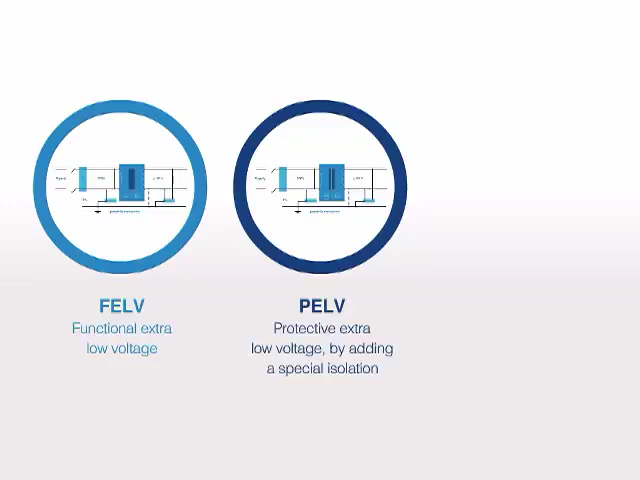 FELV
Functional extra
low voltage
PELV
Protective extra
low voltage, by adding
a special isolation